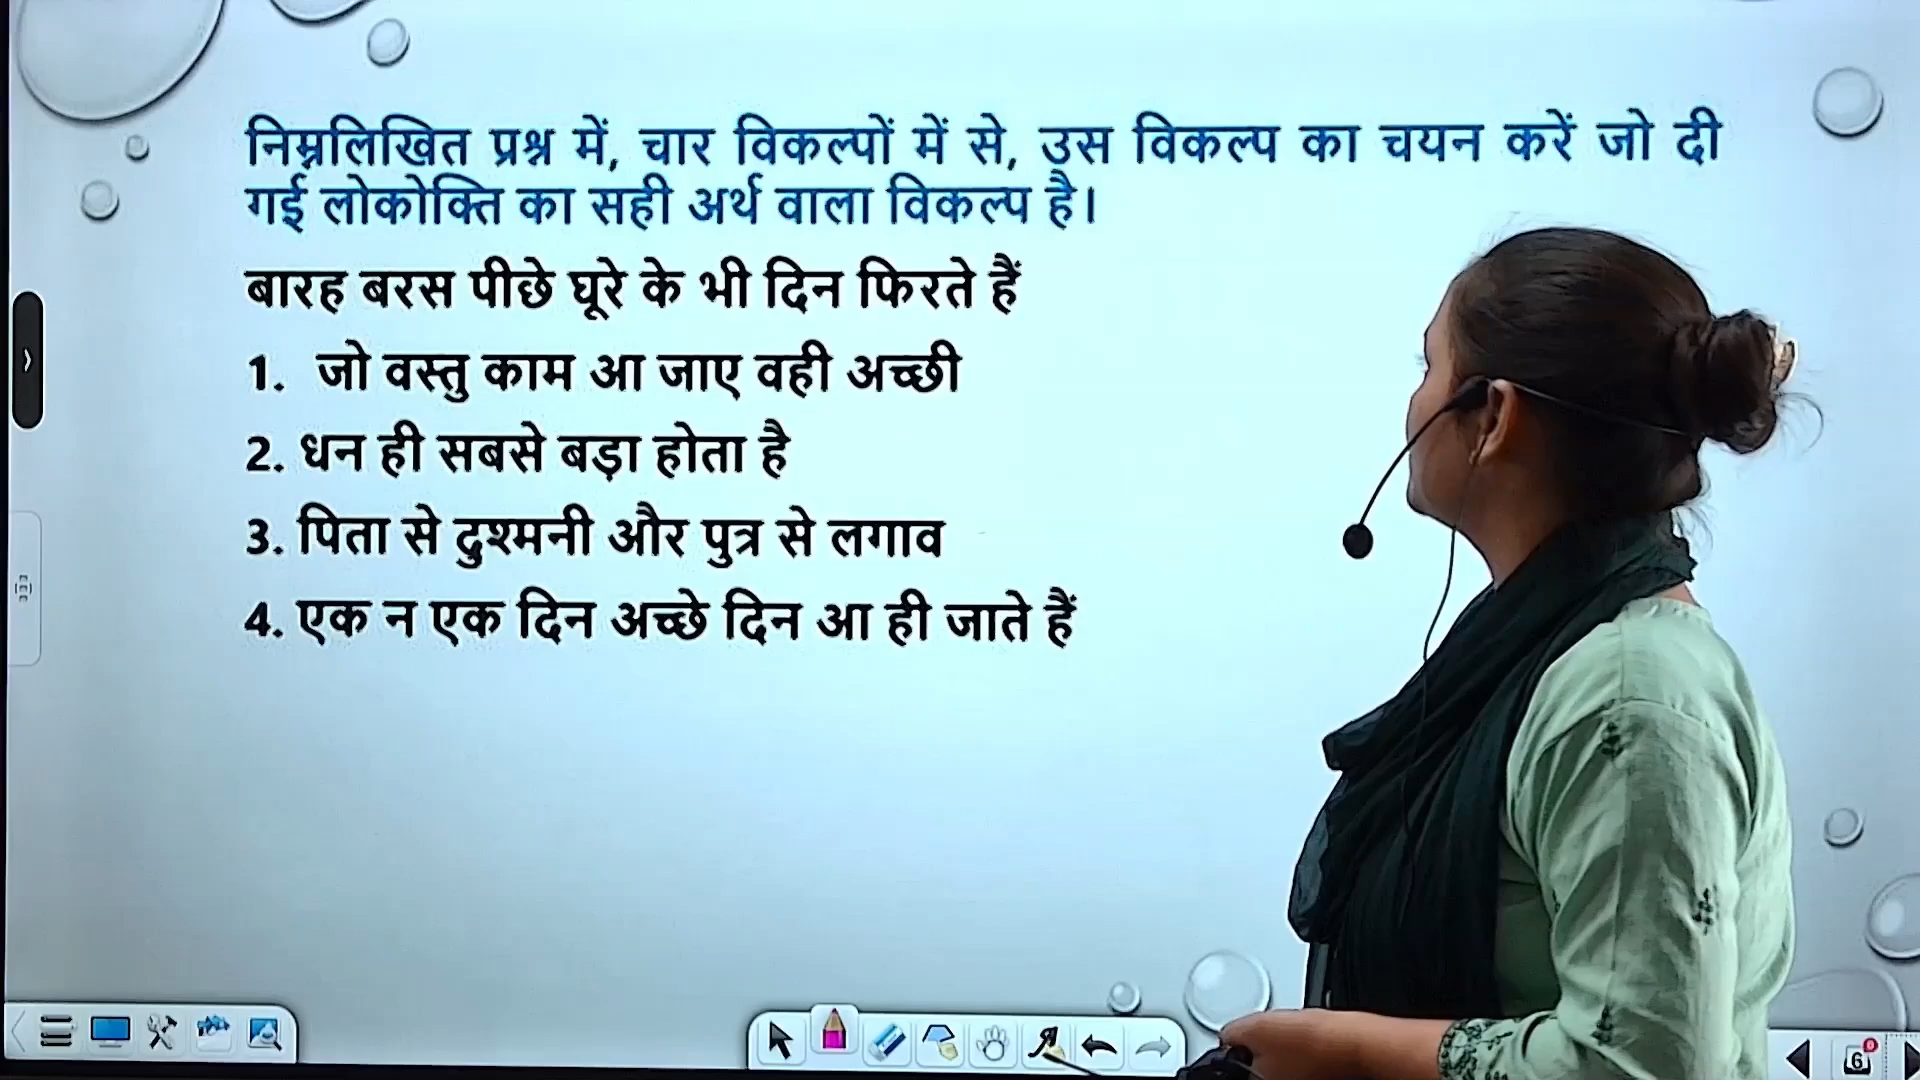 निम्नलिखित प्रश्न में, चार विकल्पों में से, उस विकल्प का चयन करें जो दी
गई लोकोक्ति का सही अर्थ वाला विकल्प है।
बारह बरस पीछे घूरे के भी दिन फिरते हैं
1. जो वस्तु काम आ जाए वही अच्छी
2. धन ही सबसे बड़ा होता है
3. पिता से दुश्मनी और पुत्र से लगाव
4. एक न एक दिन अच्छे दिन आ ही जाते हैं
6